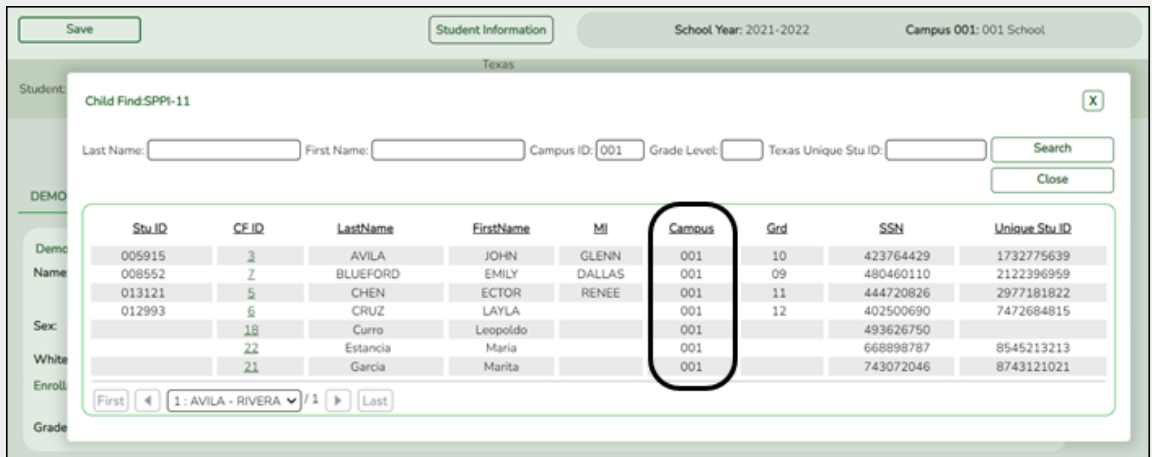 Save Student Information School Year: 2021-2022 Campus 001: 001 School
Texas
Student:
Child Find:SPPI-11 X
Last Name: First Name: Campus ID: 001 Grade Level: Texas Unique Stu ID: Search
Close
DEMO
Stu ID CF ID LastName FirstName MI Campus Grd SSN Unique Stu ID
Demo
005915 3 AVILA JOHN GLENN 001 10 423764429 1732775639
Name
008552 7 BLUEFORD EMILY DALLAS 001 09 480460110 2122396959
013121 5 CHEN ECTOR RENEE 001 11 444720826 2977181822
012993 6 CRUZ LAYLA 001 12 402500690 7472684815
Sex:
18 Curro Leopoldo 001 493626750
22 Estancia Maria 001 668898787 8545213213
White
21 Garcia Marita 001 743072046 8743121021
Enroll
First 1 : AVILA - RIVERA / 1 Last
Grade